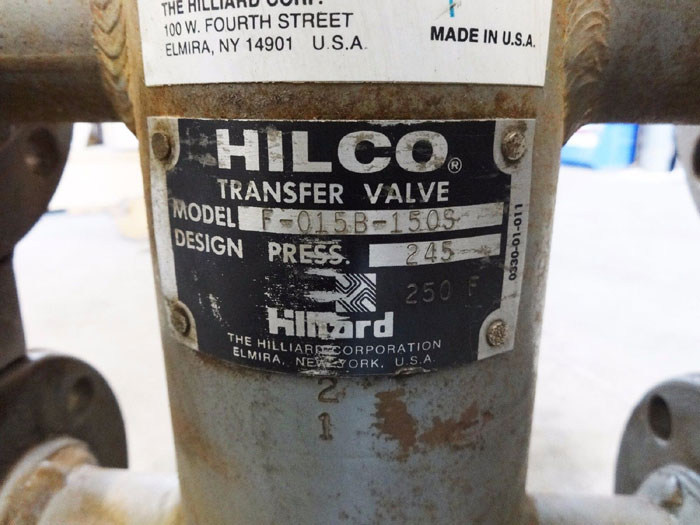 THE HILLIARD CORP.
100 W. FOURTH STREET
ELMIRA, NY 14901 U.S.A.
MADE IN U.S.A.
HILCO®
TRANSFER VALVE
MODEL F-015B-150S
DESIGN PRESS. 245
250 F
0330-01-011
Hilliard
THE HILLIARD CORPORATION
ELMIRA, NEW YORK, U.S.A.
2
1